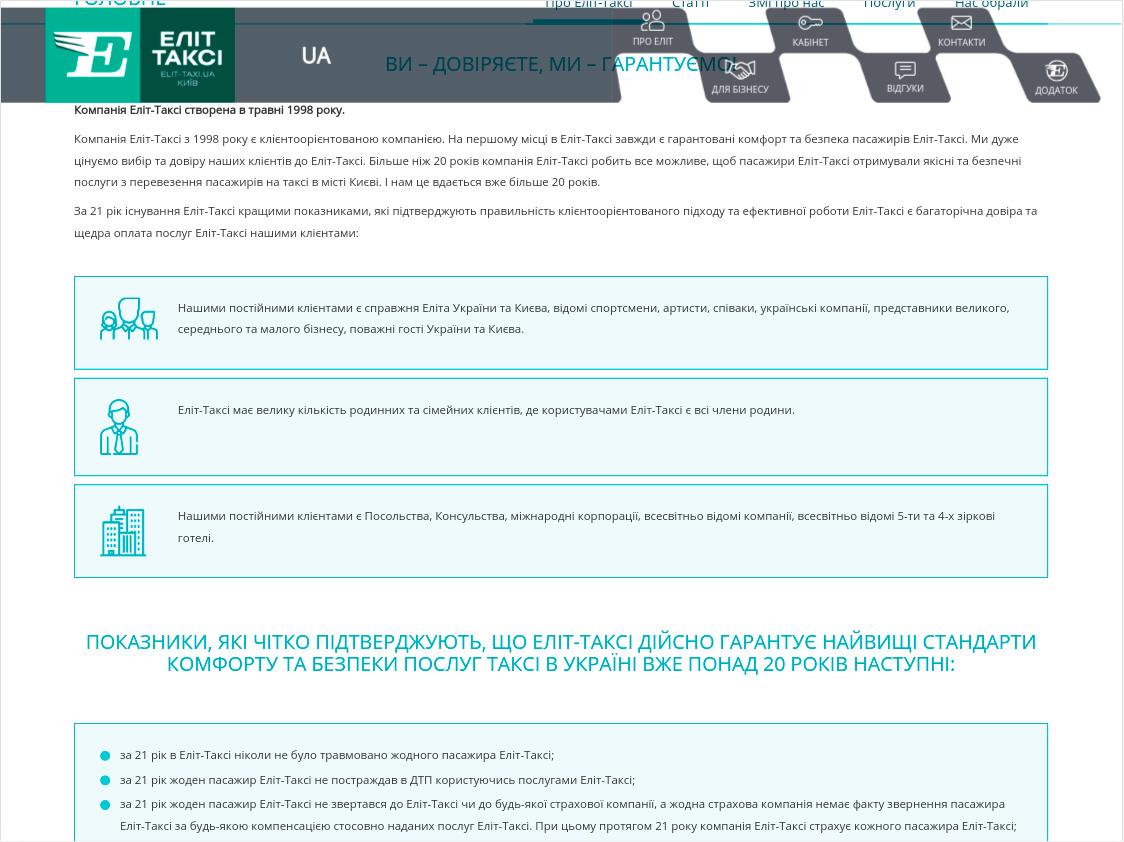 ГОЛОВНЕ
Про Еліт-таксі Статті ЗМІ про нас Послуги Нас обрали
ЕЛІТ
ТАКСІ
ELIT-TAXI.UA
КИЇВ
UA
ПРО ЕЛІТ
КАБІНЕТ
КОНТАКТИ
ДЛЯ БІЗНЕСУ
ВІДГУКИ
ДОДАТОК
ВИ – ДОВІРЯЄТЕ, МИ – ГАРАНТУЄМО!
Компанія Еліт-Таксі створена в травні 1998 року.
Компанія Еліт-Таксі з 1998 року є клієнтоорієнтованою компанією. На першому місці в Еліт-Таксі завжди є гарантовані комфорт та безпека пасажирів Еліт-Таксі. Ми дуже
цінуємо вибір та довіру наших клієнтів до Еліт-Таксі. Більше ніж 20 років компанія Еліт-Таксі робить все можливе, щоб пасажири Еліт-Таксі отримували якісні та безпечні
послуги з перевезення пасажирів на таксі в місті Києві. І нам це вдається вже більше 20 років.
За 21 рік існування Еліт-Таксі кращими показниками, які підтверджують правильність клієнтоорієнтованого підходу та ефективної роботи Еліт-Таксі є багаторічна довіра та
щедра оплата послуг Еліт-Таксі нашими клієнтами:
Нашими постійними клієнтами є справжня Еліта України та Києва, відомі спортсмени, артисти, співаки, українські компанії, представники великого,
середнього та малого бізнесу, поважні гості України та Києва.
Еліт-Таксі має велику кількість родинних та сімейних клієнтів, де користувачами Еліт-Таксі є всі члени родини.
Нашими постійними клієнтами є Посольства, Консульства, міжнародні корпорації, всесвітньо відомі компанії, всесвітньо відомі 5-ти та 4-х зіркові
готелі.
ПОКАЗНИКИ, ЯКІ ЧІТКО ПІДТВЕРДЖУЮТЬ, ЩО ЕЛІТ-ТАКСІ ДІЙСНО ГАРАНТУЄ НАЙВИЩІ СТАНДАРТИ
КОМФОРТУ ТА БЕЗПЕКИ ПОСЛУГ ТАКСІ В УКРАЇНІ ВЖЕ ПОНАД 20 РОКІВ НАСТУПНІ:
за 21 рік в Еліт-Таксі ніколи не було травмовано жодного пасажира Еліт-Таксі;
за 21 рік жоден пасажир Еліт-Таксі не постраждав в ДТП користуючись послугами Еліт-Таксі;
за 21 рік жоден пасажир Еліт-Таксі не звертався до Еліт-Таксі чи до будь-якої страхової компанії, а жодна страхова компанія немає факту звернення пасажира
Еліт-Таксі за будь-якою компенсацією стосовно наданих послуг Еліт-Таксі. При цьому протягом 21 року компанія Еліт-Таксі страхує кожного пасажира Еліт-Таксі;